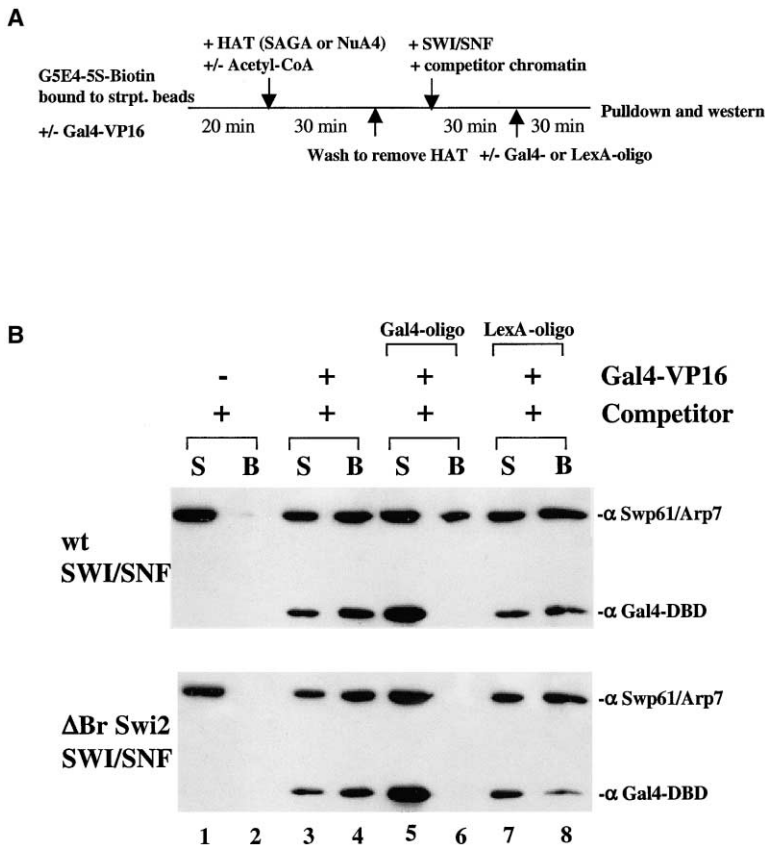 A
+ HAT (SAGA or NuA4)
+/- Acetyl-CoA
+ SWI/SNF
+ competitor chromatin
G5E4-5S-Biotin
bound to strpt. beads
+/- Gal4-VP16
20 min
30 min
30 min
30 min
Pulldown and western
Wash to remove HAT
+/- Gal4- or LexA-oligo
B
Gal4-oligo
LexA-oligo
- + + + Gal4-VP16
+ + + + Competitor
S B S B S B S B
wt
SWI/SNF
-α Swp61/Arp7
-α Gal4-DBD
ΔBr Swi2
SWI/SNF
-α Swp61/Arp7
-α Gal4-DBD
1 2 3 4 5 6 7 8